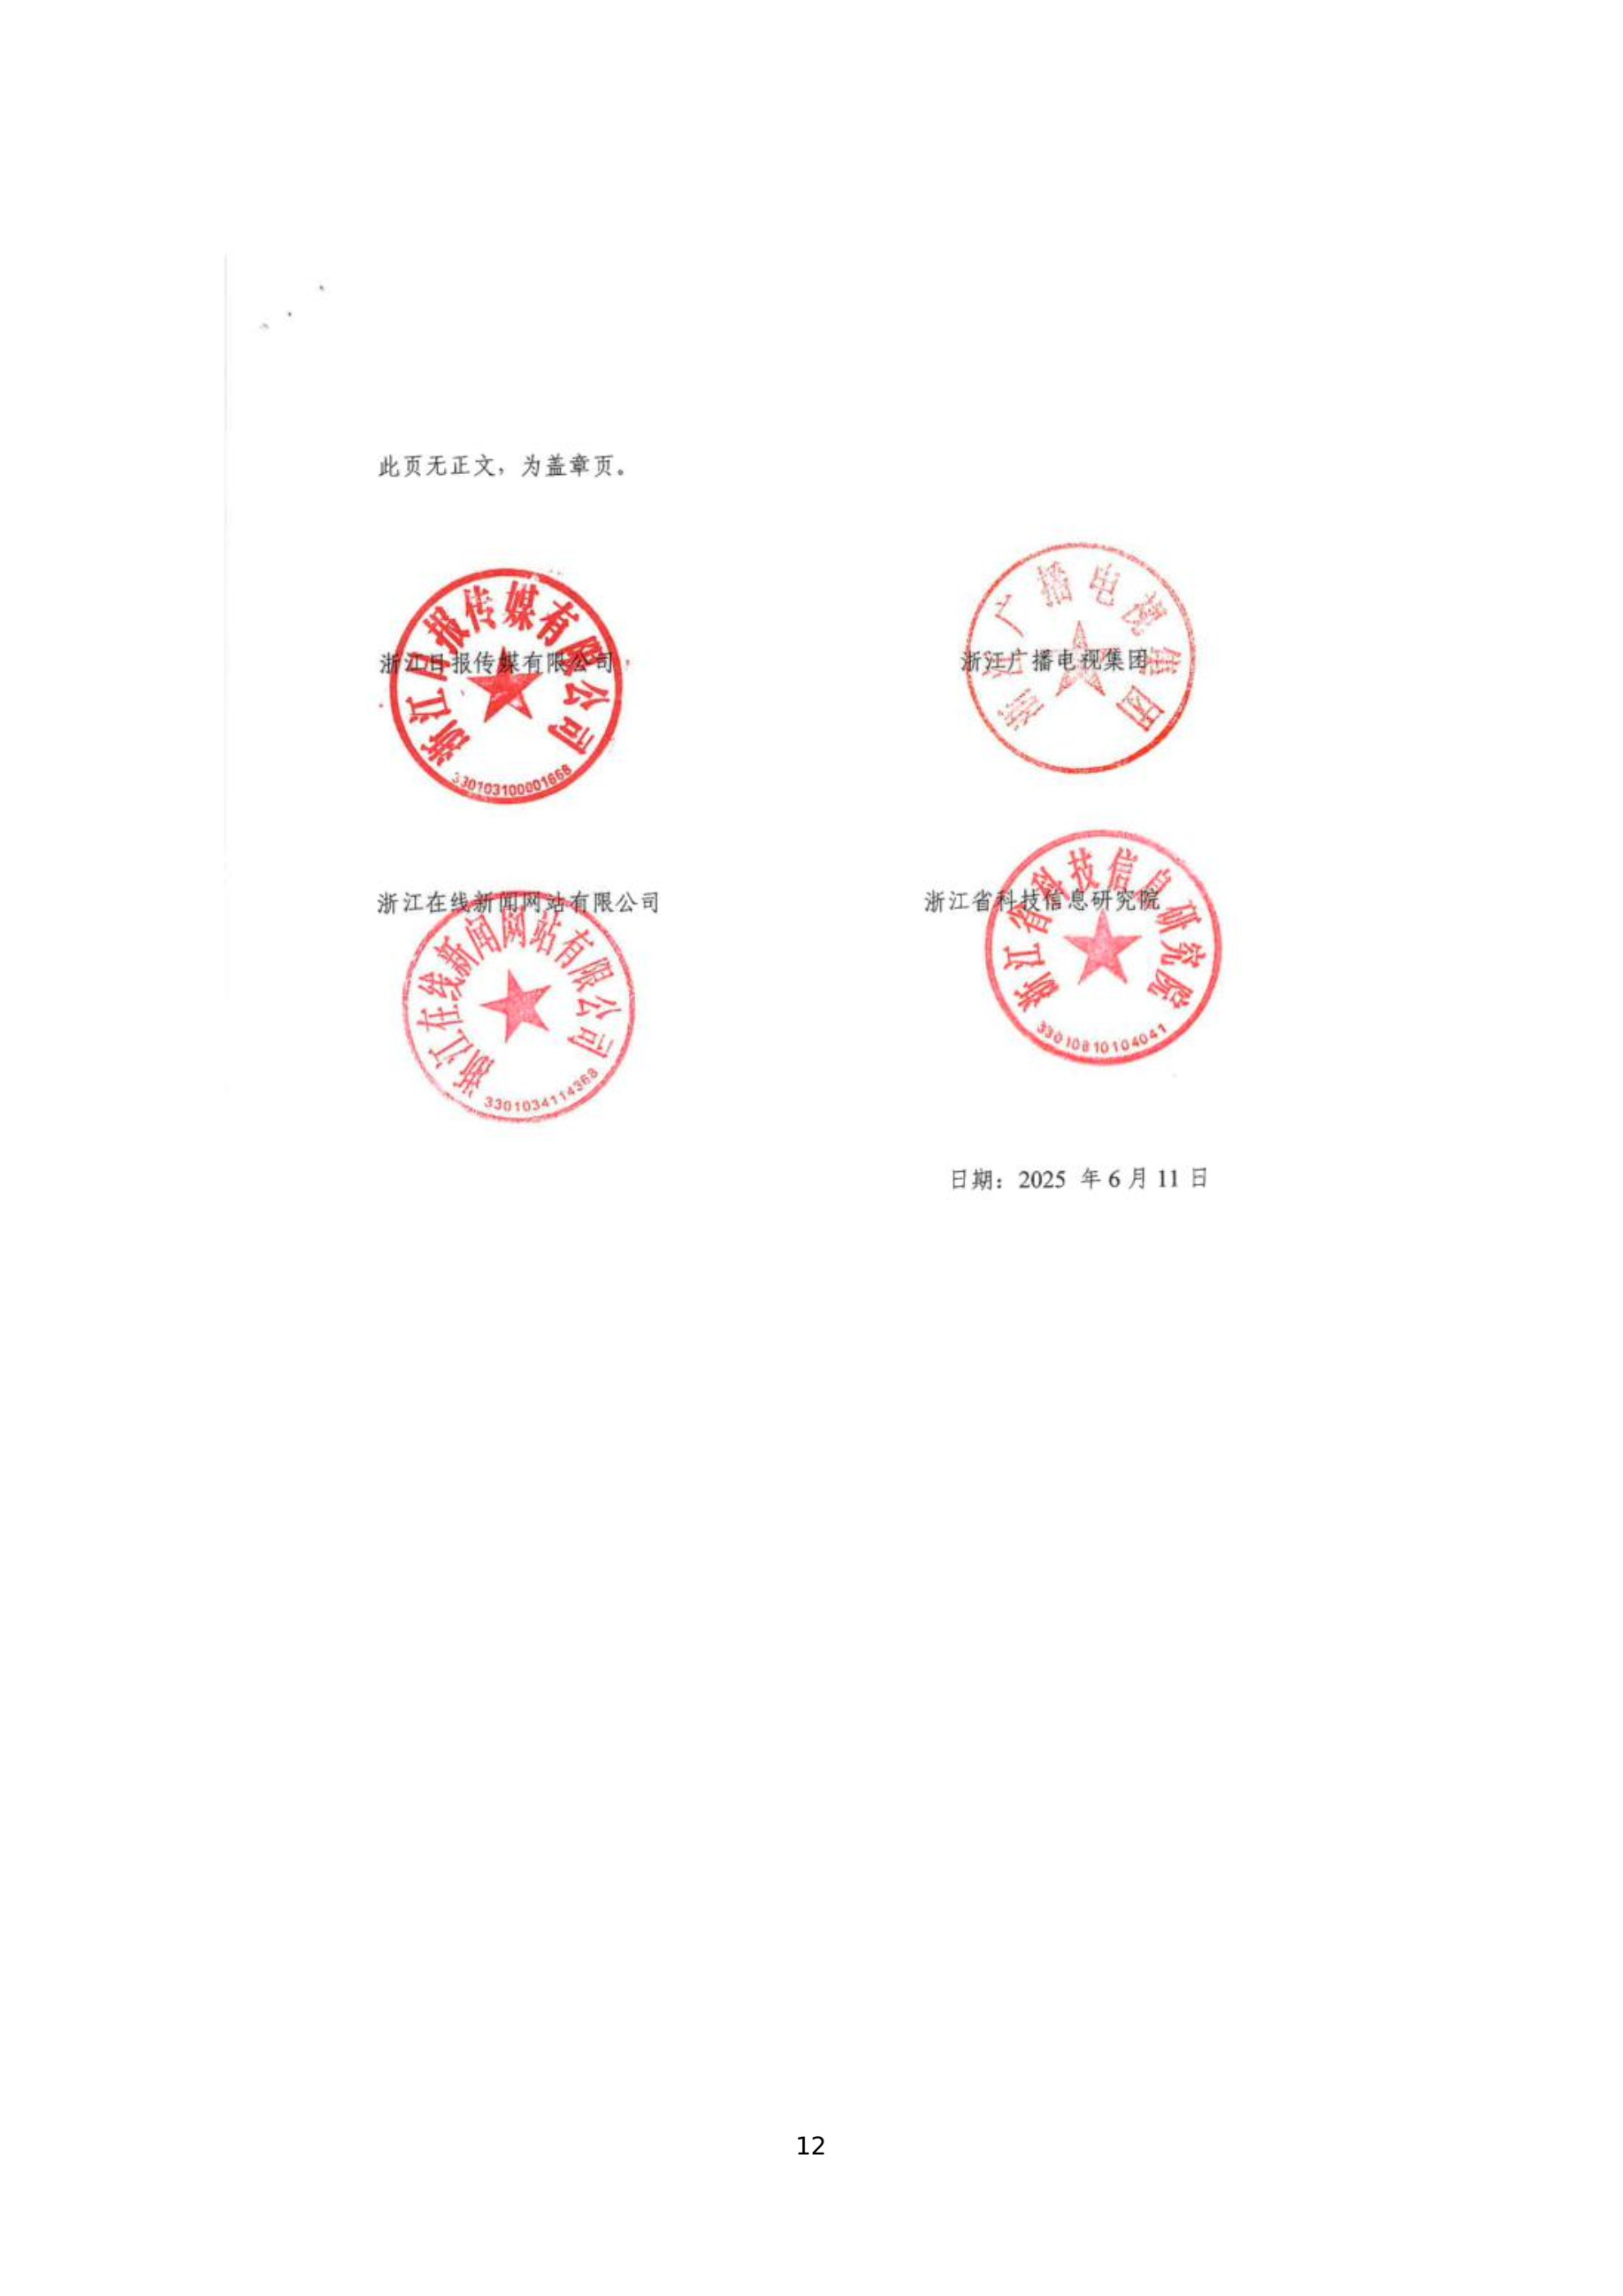 此页无正文，为盖章页。
浙江日报传媒有限公司
浙江广播电视集团
浙江日报传媒有限公司
330103100001668
浙江广播电视集团
浙江在线新闻网站有限公司
浙江省科技信息研究院
浙江在线新闻网站有限公司
3301034114368
浙江省科技信息研究院
33010810104041
日期：2025 年 6 月 11 日
12